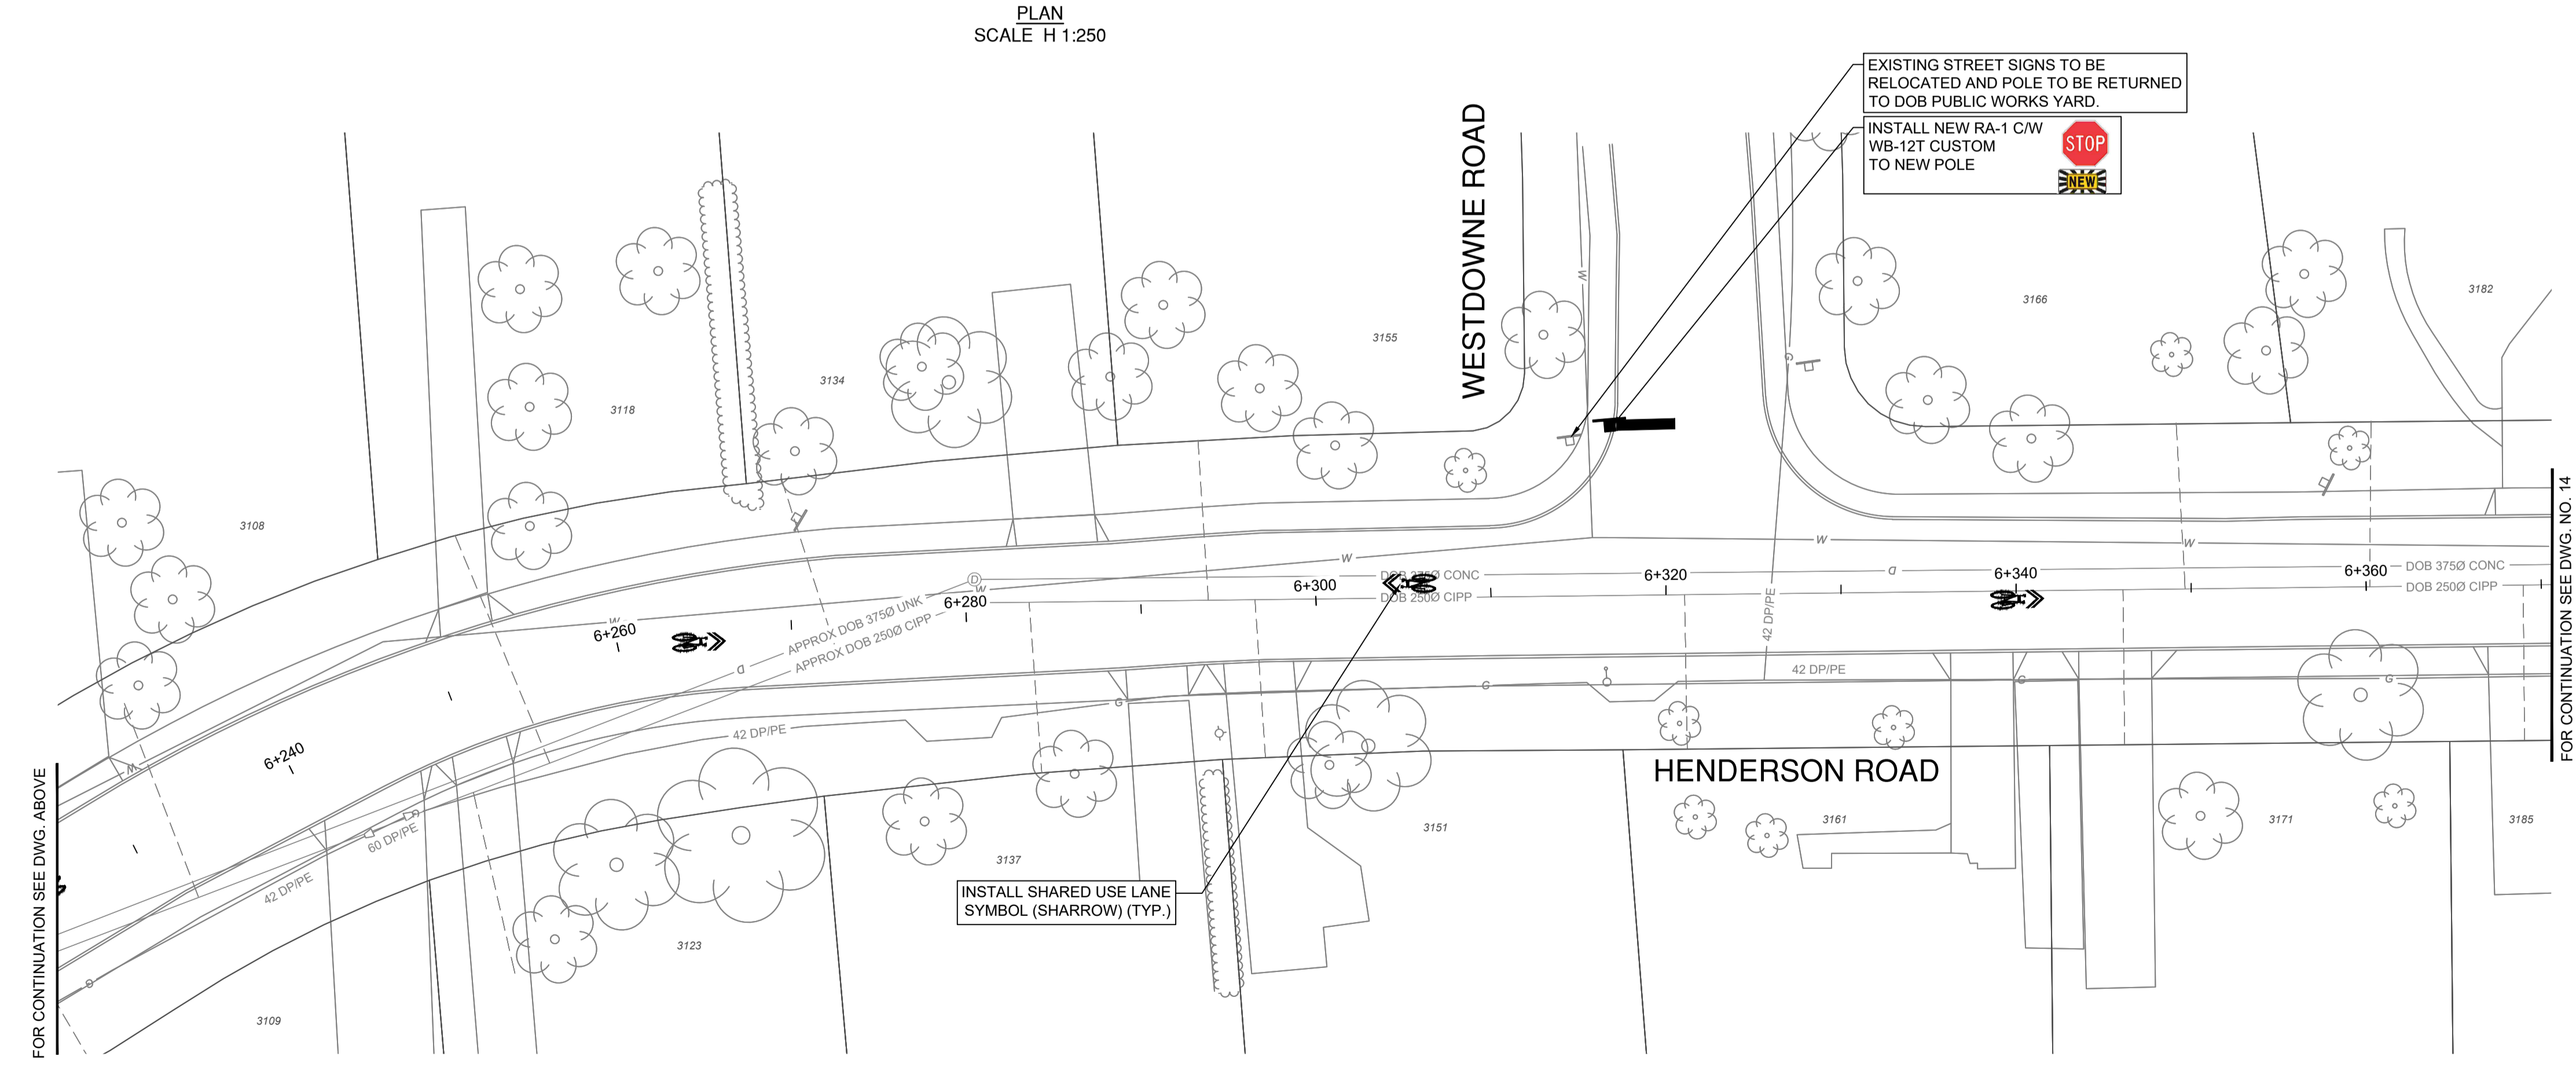 PLAN
SCALE H 1:250
EXISTING STREET SIGNS TO BE
RELOCATED AND POLE TO BE RETURNED
TO DOB PUBLIC WORKS YARD.
INSTALL NEW RA-1 C/W
WB-12T CUSTOM
TO NEW POLE
STOP
NEW
WESTDOWNE ROAD
3182
3166
3155
3134
3118
3108
W
G
W
W
W
W
W
W
D
DOB 375Ø CONC
DOB 250Ø CIPP
DOB 375Ø CONC
DOB 250Ø CIPP
6+240
6+260
6+280
6+300
6+320
6+340
6+360
APPROX DOB 375Ø UNK
APPROX DOB 250Ø CIPP
D
D
42 DP/PE
42 DP/PE
42 DP/PE
60 DP/PE
42 DP/PE
G
G
G
G
G
HENDERSON ROAD
INSTALL SHARED USE LANE
SYMBOL (SHARROW) (TYP.)
3109
3123
3137
3151
3161
3171
3185
FOR CONTINUATION SEE DWG. ABOVE
FOR CONTINUATION SEE DWG. NO. 14